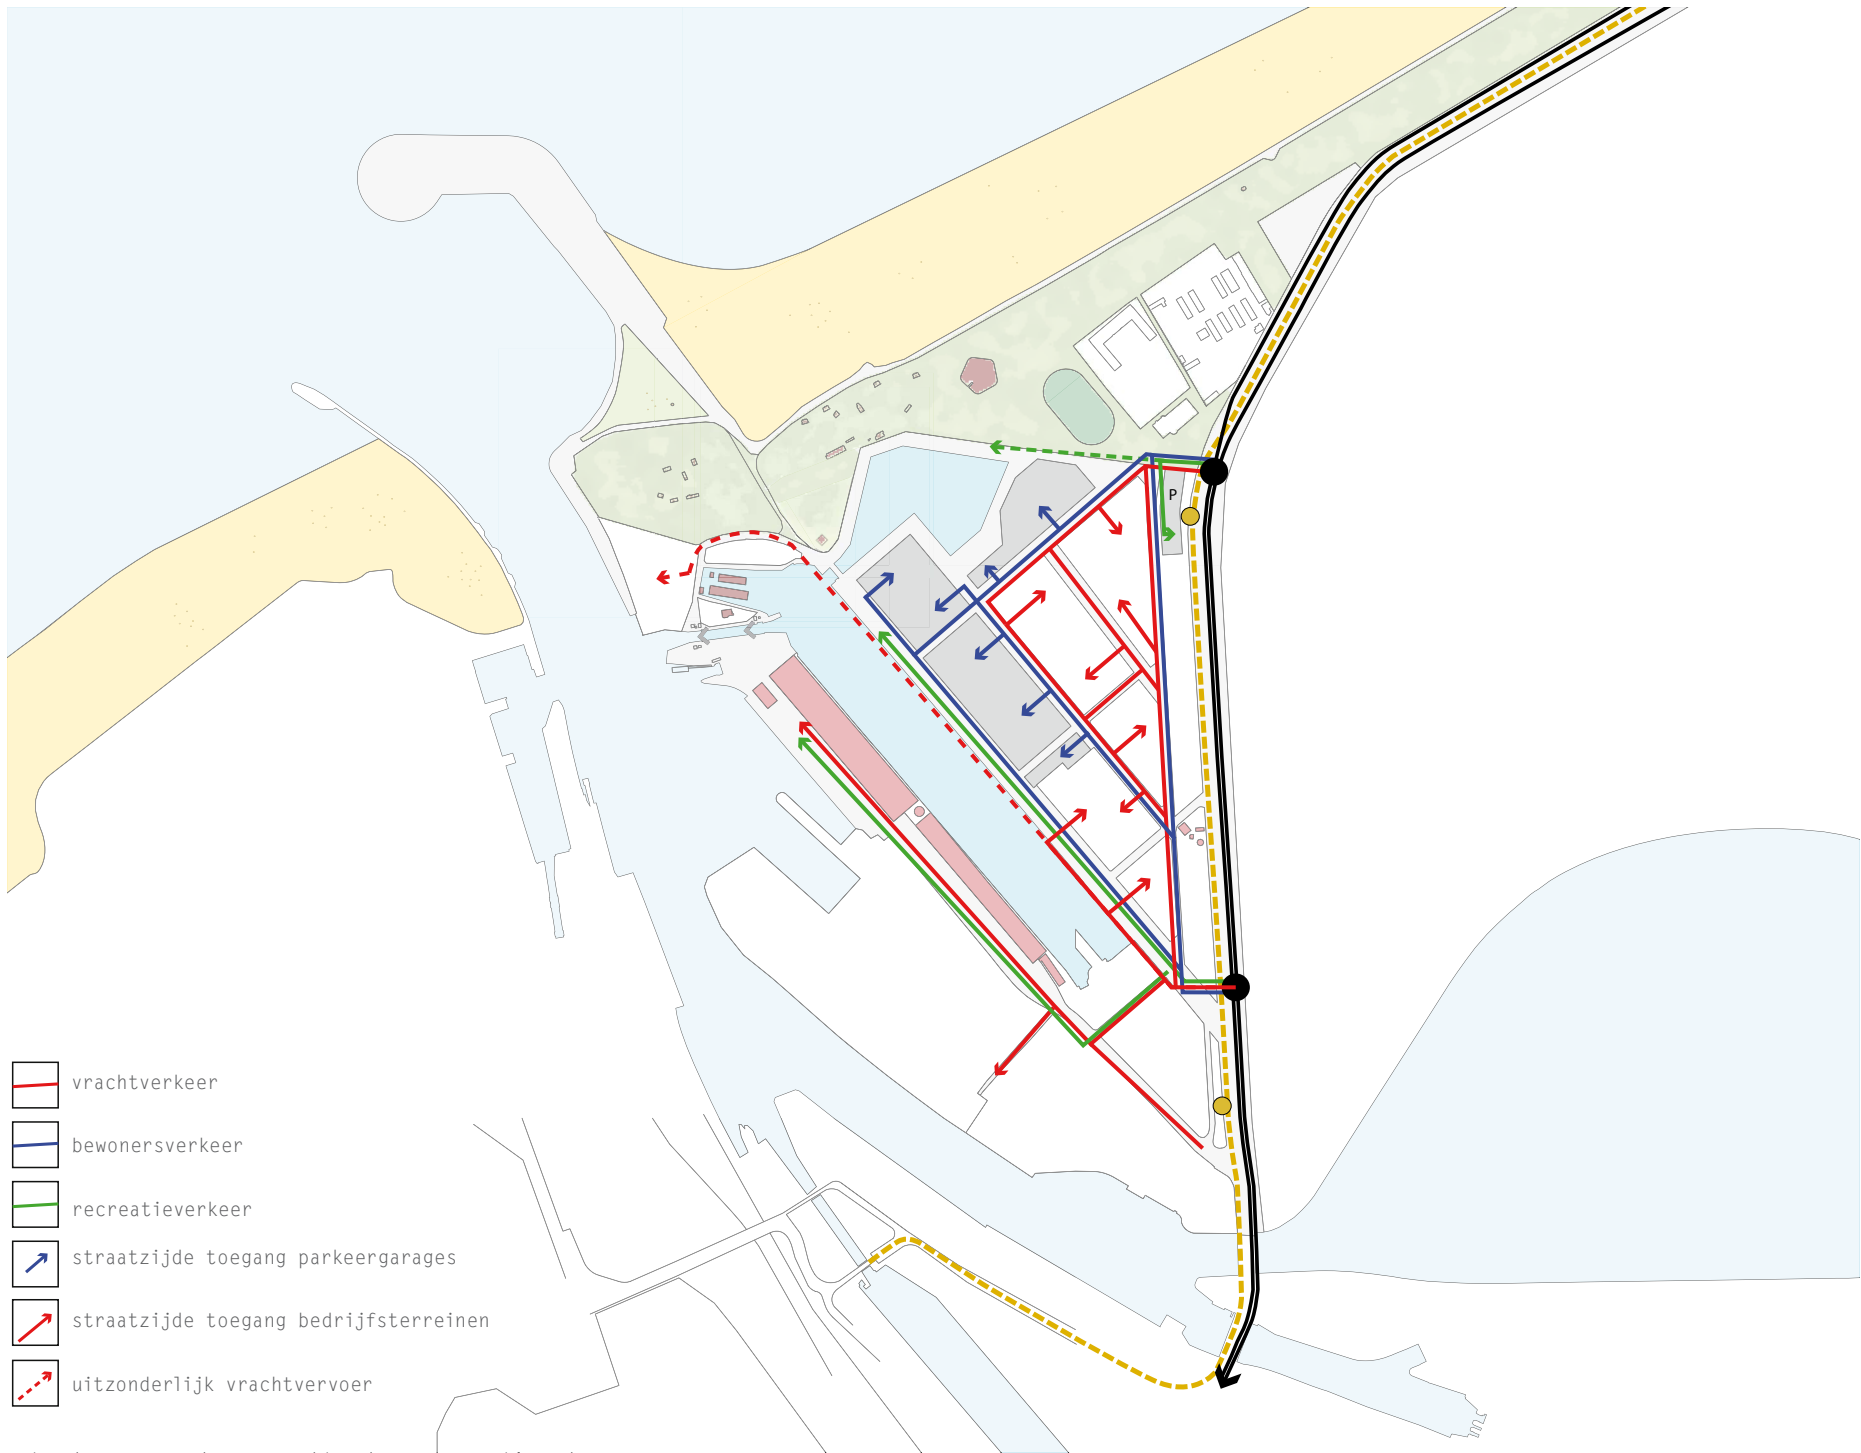 P
vrachtverkeer
bewonersverkeer
recreatieverkeer
straatzijde toegang parkeergarages
straatzijde toegang bedrijfsterreinen
uitzonderlijk vrachtvervoer